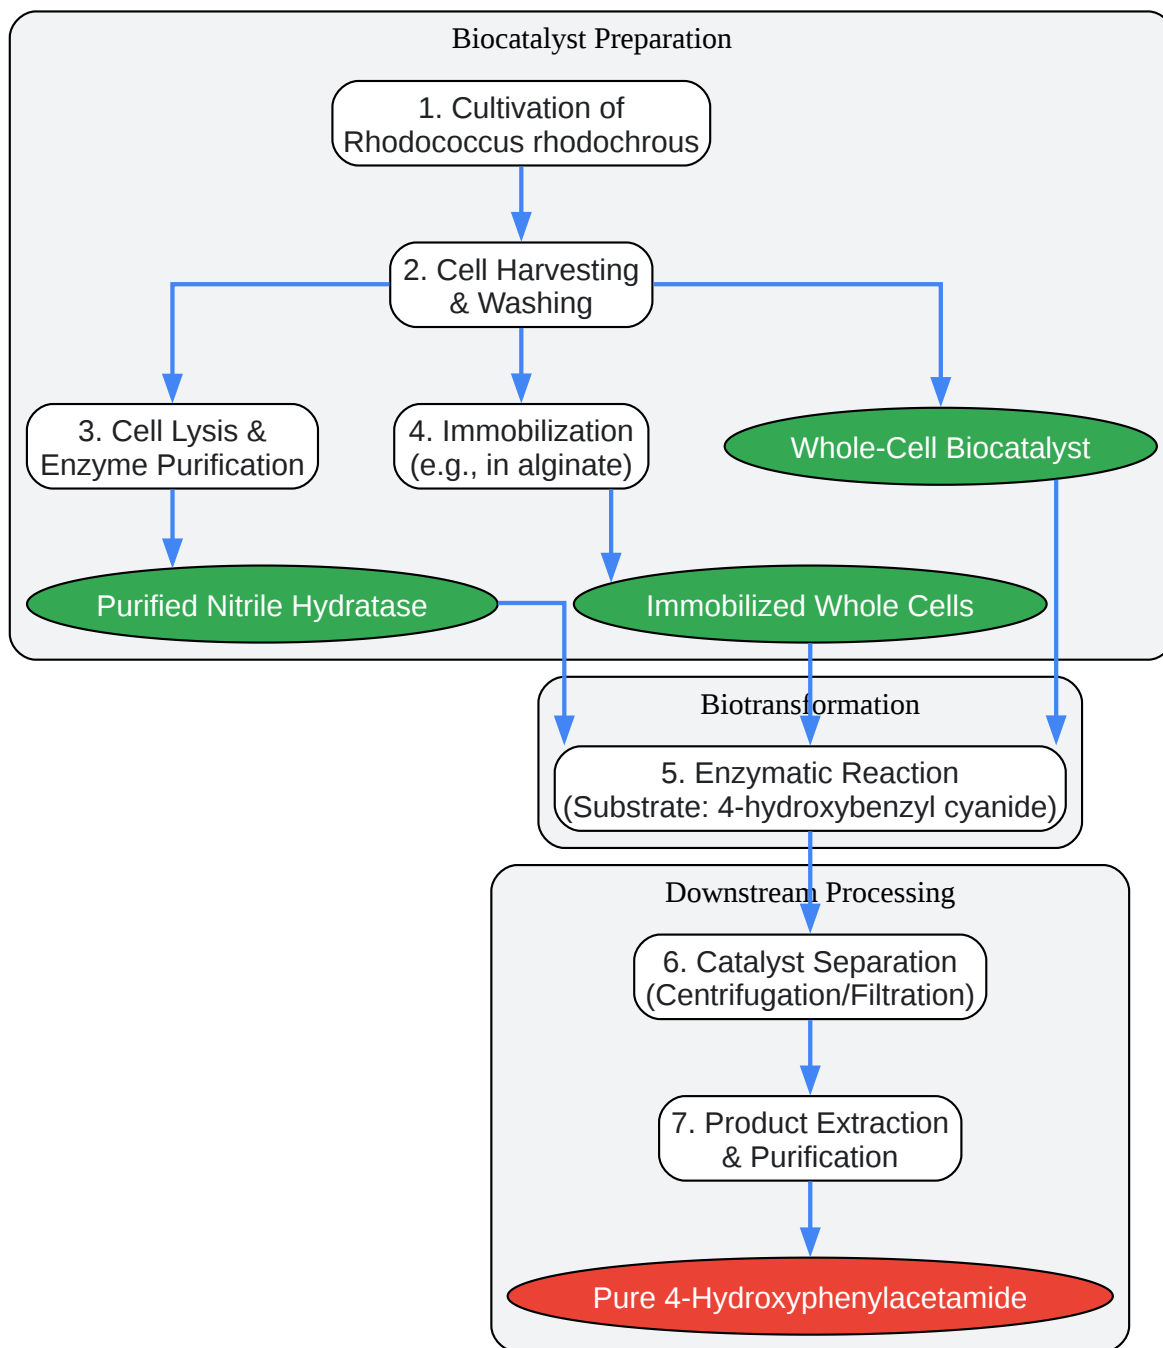 Biocatalyst Preparation
1. Cultivation of
Rhodococcus rhodochrous
2. Cell Harvesting
& Washing
3. Cell Lysis &
Enzyme Purification
4. Immobilization
(e.g., in alginate)
Whole-Cell Biocatalyst
Purified Nitrile Hydratase
Immobilized Whole Cells
Biotransformation
5. Enzymatic Reaction
(Substrate: 4-hydroxybenzyl cyanide)
Downstream Processing
6. Catalyst Separation
(Centrifugation/Filtration)
7. Product Extraction
& Purification
Pure 4-Hydroxyphenylacetamide